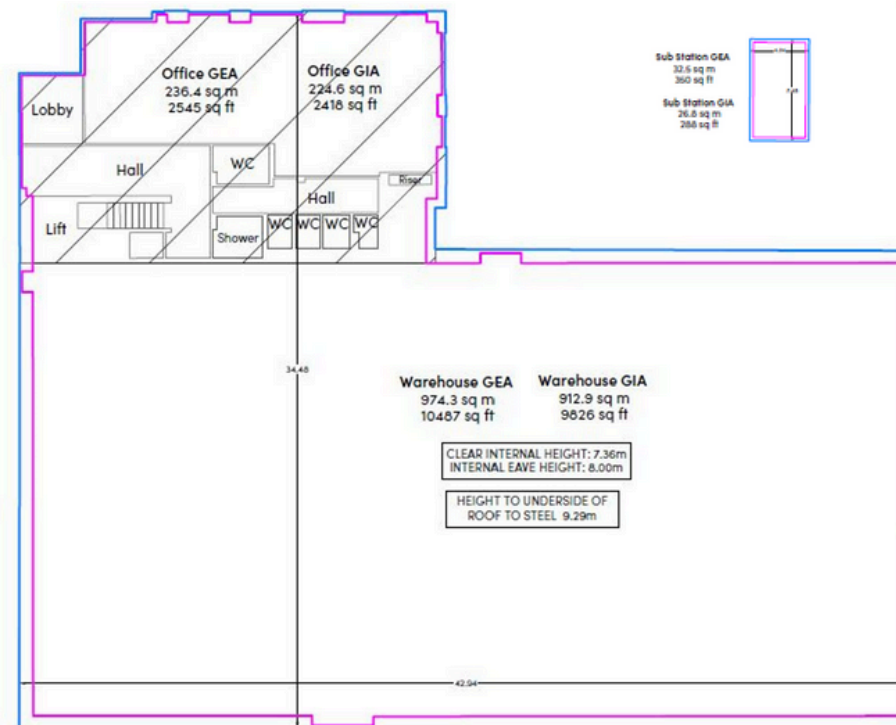 Office GEA
236.4 sq m
2545 sq ft
Office GIA
224.6 sq m
2418 sq ft
Sub Station GEA
32.5 sq m
350 sq ft
Sub Station GIA
26.8 sq m
288 sq ft
Lobby
Hall
WC
Riser
Hall
Lift
Shower
WC
WC
WC
WC
34.48
Warehouse GEA
974.3 sq m
10487 sq ft
Warehouse GIA
912.9 sq m
9826 sq ft
CLEAR INTERNAL HEIGHT: 7.36m
INTERNAL EAVE HEIGHT: 8.00m
HEIGHT TO UNDERSIDE OF
ROOF TO STEEL 9.29m
42.94